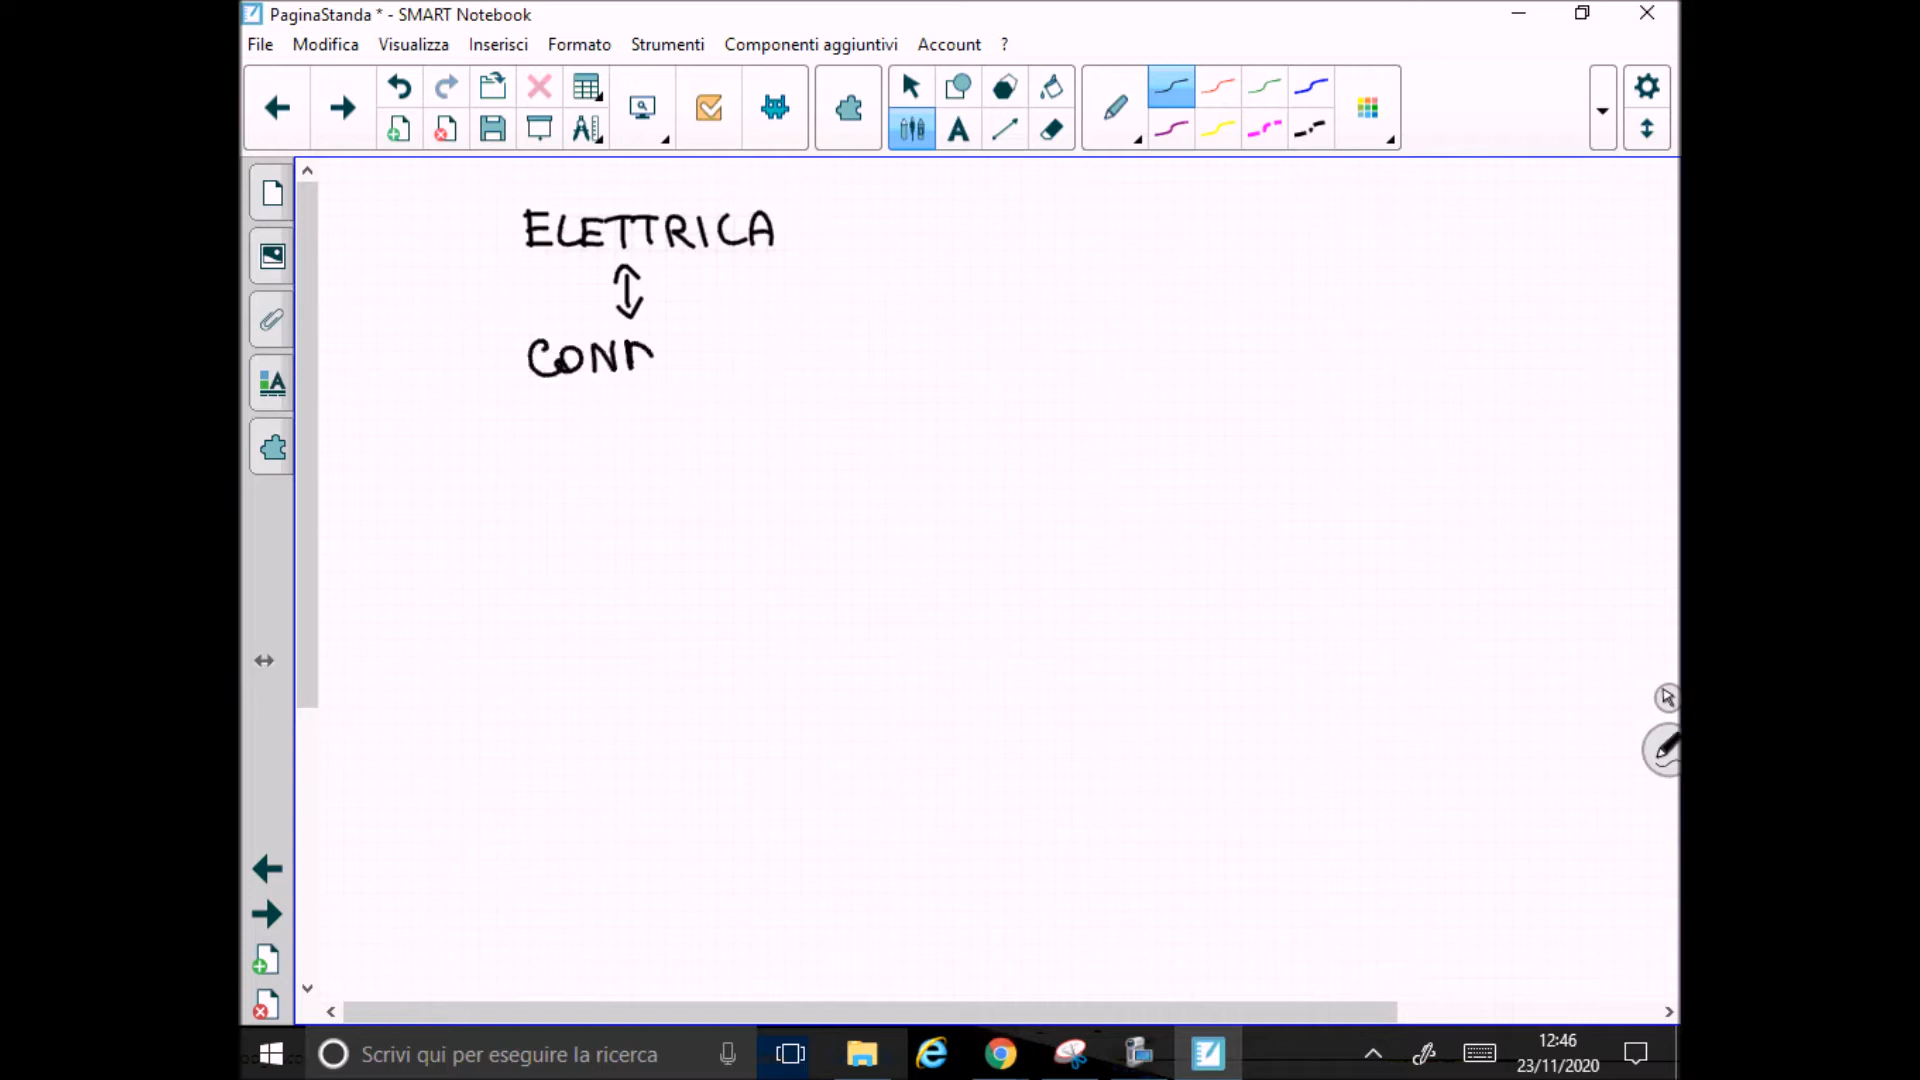 PaginaStanda * - SMART Notebook
File Modifica Visualizza Inserisci Formato Strumenti Componenti aggiuntivi Account ?
ELETTRICA
Scrivi qui per eseguire la ricerca
12:46
23/11/2020